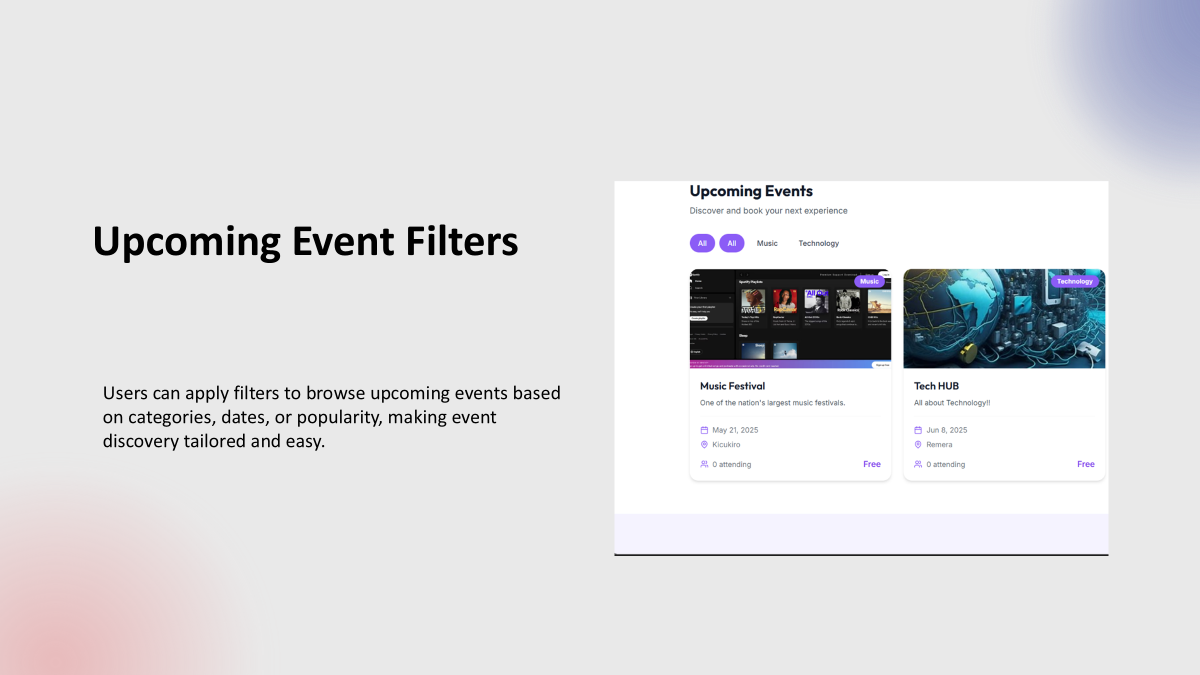 Upcoming Event Filters
Users can apply filters to browse upcoming events based
on categories, dates, or popularity, making event
discovery tailored and easy.
Upcoming Events
Discover and book your next experience
All All Music Technology
Music
Spotify Playlists
Sleep
Music Festival
One of the nation's largest music festivals.
May 21, 2025
Kicukiro
0 attending Free
Technology
Tech HUB
All about Technology!!
Jun 8, 2025
Remera
0 attending Free